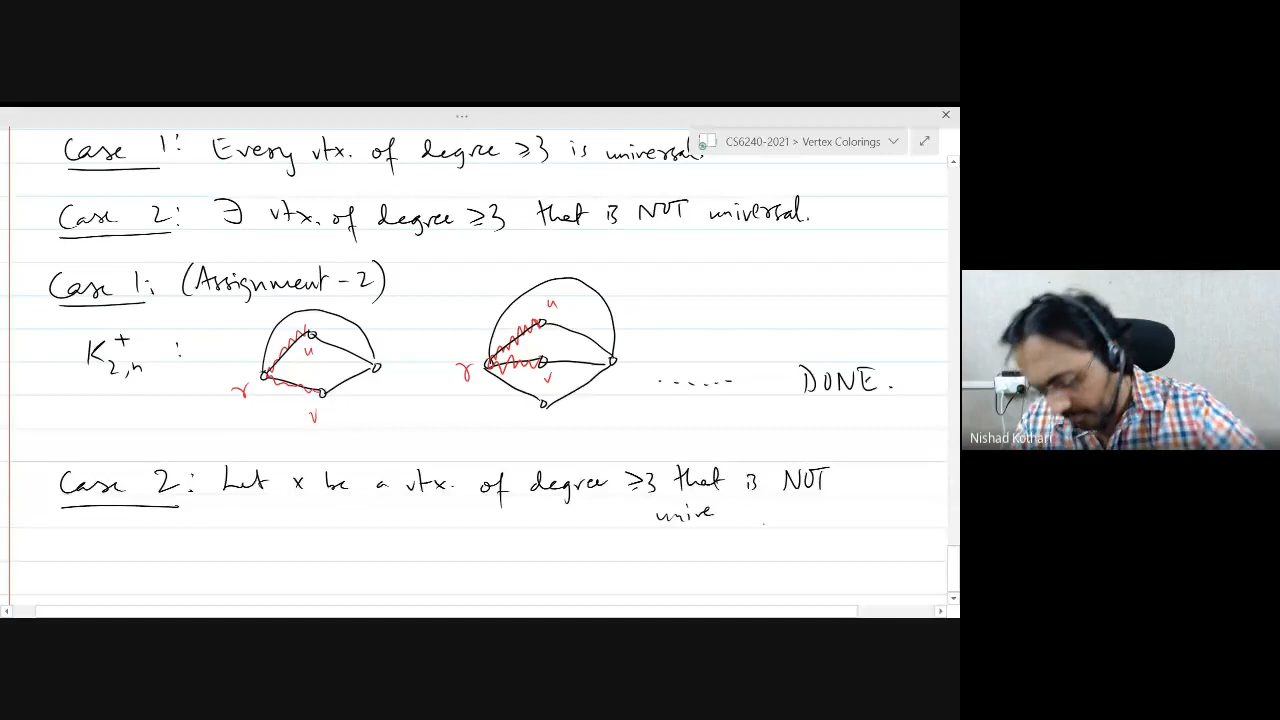 Case 1: Every vtx. of degree ≥3 is universal.
CS6240-2021 > Vertex Colorings
Case 2: ∃ vtx. of degree ≥3 that is NOT universal.
Case 1: (Assignment-2)
K⁺₂,ₙ :
u
v
r
u
v
r
...... DONE.
Case 2: Let x be a vtx. of degree ≥3 that is NOT
unive
Nishad Kothari